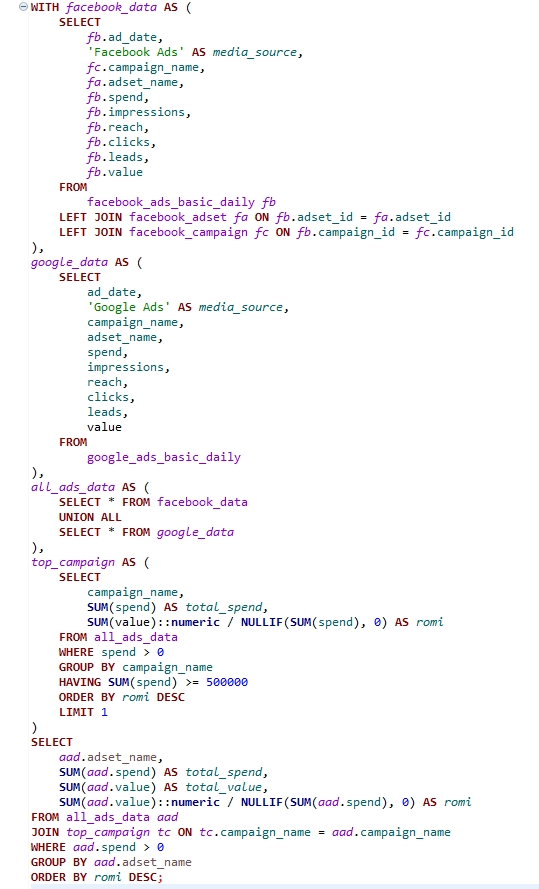 WITH facebook_data AS (
SELECT
fb.ad_date,
'Facebook Ads' AS media_source,
fc.campaign_name,
fa.adset_name,
fb.spend,
fb.impressions,
fb.reach,
fb.clicks,
fb.leads,
fb.value
FROM
facebook_ads_basic_daily fb
LEFT JOIN facebook_adset fa ON fb.adset_id = fa.adset_id
LEFT JOIN facebook_campaign fc ON fb.campaign_id = fc.campaign_id
),
google_data AS (
SELECT
ad_date,
'Google Ads' AS media_source,
campaign_name,
adset_name,
spend,
impressions,
reach,
clicks,
leads,
value
FROM
google_ads_basic_daily
),
all_ads_data AS (
SELECT * FROM facebook_data
UNION ALL
SELECT * FROM google_data
),
top_campaign AS (
SELECT
campaign_name,
SUM(spend) AS total_spend,
SUM(value)::numeric / NULLIF(SUM(spend), 0) AS romi
FROM all_ads_data
WHERE spend > 0
GROUP BY campaign_name
HAVING SUM(spend) >= 500000
ORDER BY romi DESC
LIMIT 1
)
SELECT
aad.adset_name,
SUM(aad.spend) AS total_spend,
SUM(aad.value) AS total_value,
SUM(aad.value)::numeric / NULLIF(SUM(aad.spend), 0) AS romi
FROM all_ads_data aad
JOIN top_campaign tc ON tc.campaign_name = aad.campaign_name
WHERE aad.spend > 0
GROUP BY aad.adset_name
ORDER BY romi DESC;